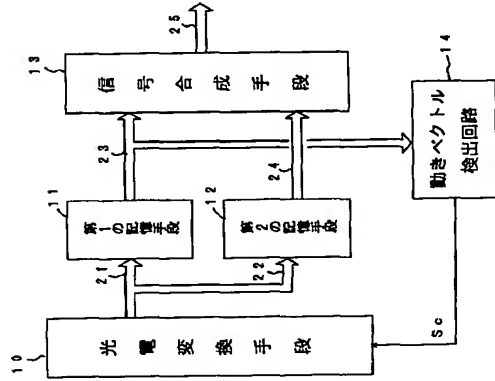 10
光電変換手段
21
22
11
第1の記憶手段
12
第2の記憶手段
23
24
13
信号合成手段
25
14
動きベクトル
検出回路
Sc